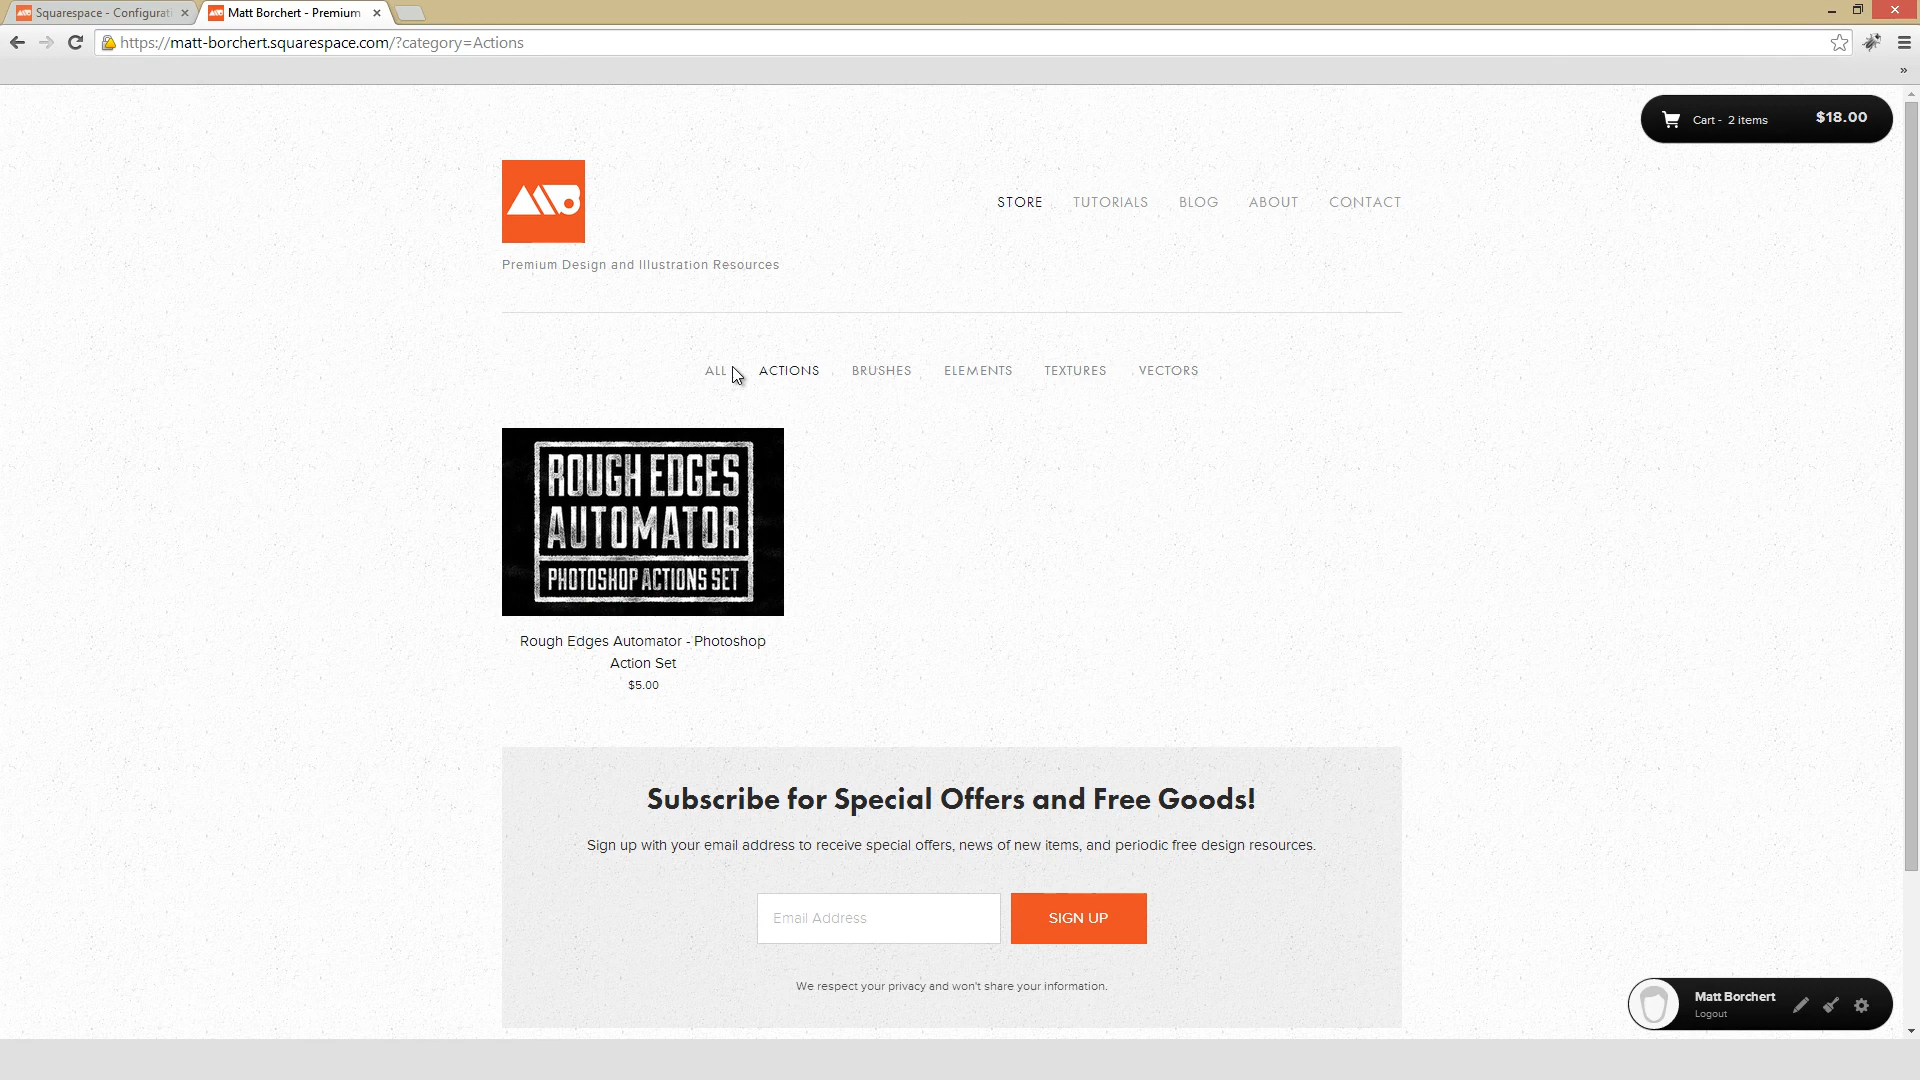 Squarespace - Configurati
Matt Borchert - Premium
https://matt-borchert.squarespace.com/?category=Actions
»
Cart - 2 items $18.00
MB
STORE TUTORIALS BLOG ABOUT CONTACT
Premium Design and Illustration Resources
ALL ACTIONS BRUSHES ELEMENTS TEXTURES VECTORS
ROUGH EDGES
AUTOMATOR
PHOTOSHOP ACTIONS SET
Rough Edges Automator - Photoshop
Action Set
$5.00
Subscribe for Special Offers and Free Goods!
Sign up with your email address to receive special offers, news of new items, and periodic free design resources.
Email Address
SIGN UP
We respect your privacy and won't share your information.
Matt Borchert
Logout